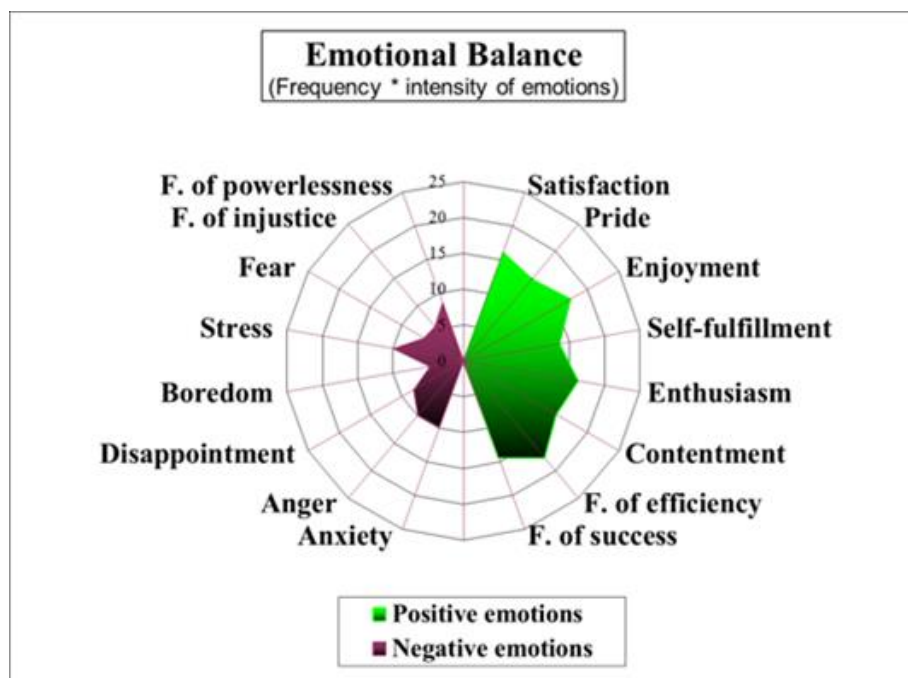 Emotional Balance
(Frequency * intensity of emotions)
F. of powerlessness
25
Satisfaction
F. of injustice
20
Pride
Fear
15
Enjoyment
10
Stress
5
Self-fulfillment
0
Boredom
Enthusiasm
Disappointment
Contentment
Anger
F. of efficiency
Anxiety
F. of success
Positive emotions
Negative emotions